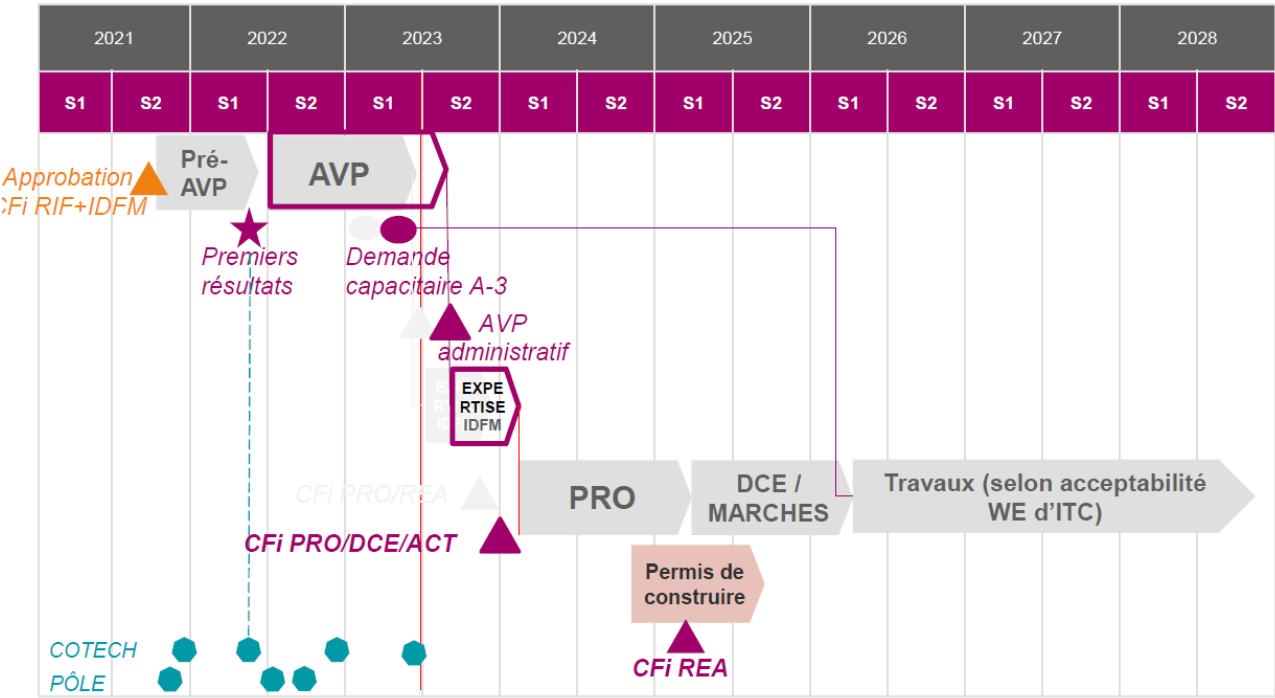 2021 2022 2023 2024 2025 2026 2027 2028
S1 S2 S1 S2 S1 S2 S1 S2 S1 S2 S1 S2 S1 S2 S1 S2
Pré-
AVP
AVP
Approbation
CFi RIF+IDFM
Premiers
résultats
Demande
capacitaire A-3
AVP
administratif
EXPE
RTISE
IDFM
CFi PRO/REA
PRO
DCE /
MARCHES
Travaux (selon acceptabilité
WE d'ITC)
CFi PRO/DCE/ACT
Permis de
construire
CFi REA
COTECH
PÔLE